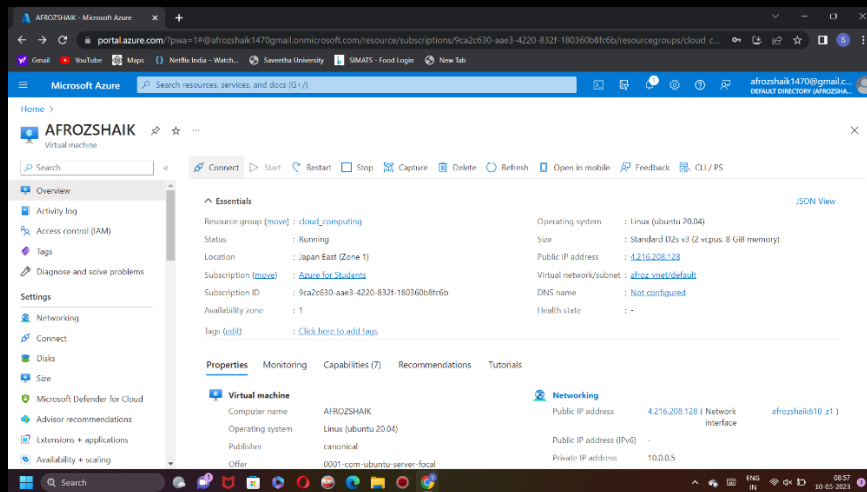 AFROZSHAIK - Microsoft Azure
portal.azure.com/?pwa=1#@afrozshaik1470gmail.onmicrosoft.com/resource/subscriptions/9ca2c630-aae3-4220-832f-180360b8fc6b/resourcegroups/cloud_c...
Gmail YouTube Maps Netflix India - Watch... Saveetha University SIMATS - Food Login New Tab
Microsoft Azure Search resources, services, and docs (G+/) 1 afrozshaik1470@gmail.c...
DEFAULT DIRECTORY (AFROZSHA...
Home >
AFROZSHAIK
Virtual machine
Search Connect Start Restart Stop Capture Delete Refresh Open in mobile Feedback CLI / PS
Overview
Activity log
Access control (IAM)
Tags
Diagnose and solve problems
Settings
Networking
Connect
Disks
Size
Microsoft Defender for Cloud
Advisor recommendations
Extensions + applications
Availability + scaling
Essentials JSON View
Resource group (move) : cloud_computing
Status : Running
Location : Japan East (Zone 1)
Subscription (move) : Azure for Students
Subscription ID : 9ca2c630-aae3-4220-832f-180360b8fc6b
Availability zone : 1
Tags (edit) : Click here to add tags
Operating system : Linux (ubuntu 20.04)
Size : Standard D2s v3 (2 vcpus, 8 GiB memory)
Public IP address : 4.216.208.128
Virtual network/subnet : afroz-vnet/default
DNS name : Not configured
Health state : -
Properties Monitoring Capabilities (7) Recommendations Tutorials
Virtual machine
Computer name AFROZSHAIK
Operating system Linux (ubuntu 20.04)
Publisher canonical
Offer 0001-com-ubuntu-server-focal
Networking
Public IP address 4.216.208.128 ( Network interface afrozshaik610_z1 )
Public IP address (IPv6) -
Private IP address 10.0.0.5
Search ENG
IN 08:57
10-05-2023